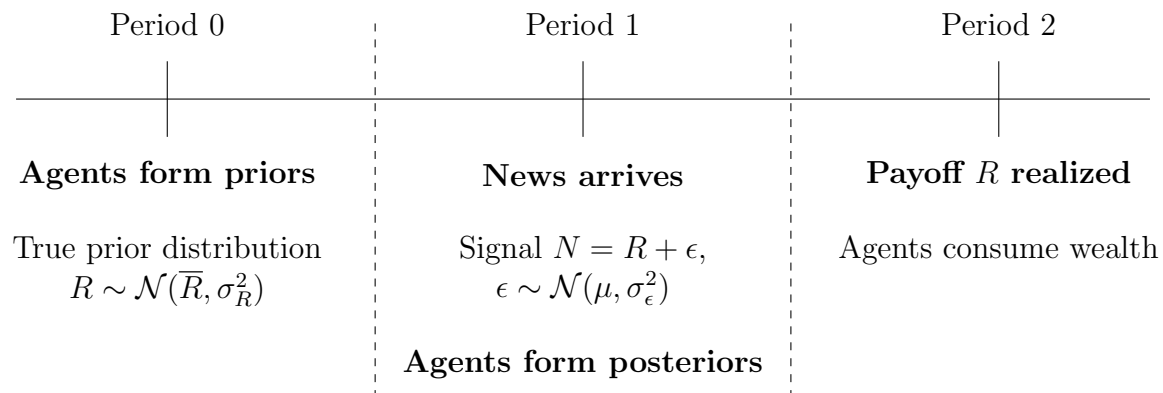 Period 0
Period 1
Period 2
Agents form priors
News arrives
Payoff R realized
True prior distribution
R ∼ 𝒩(R̅, σ_R^2)
Signal N = R + ϵ,
ϵ ∼ 𝒩(μ, σ_ϵ^2)
Agents consume wealth
Agents form posteriors